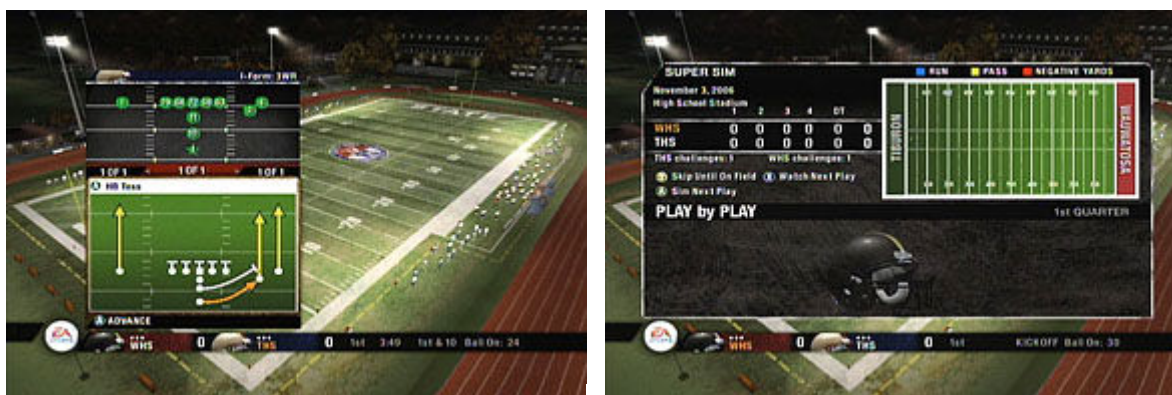 I-Form: 3WR
1 OF 1
1 OF 1
1 OF 1
A HB Toss
A ADVANCE
EA
WHS 0 THS 0 1st 3:49 1st & 10 Ball On: 24
SUPER SIM
RUN PASS NEGATIVE YARDS
November 3, 2006
High School Stadium
1 2 3 4 OT
WHS 0 0 0 0 0 0
THS 0 0 0 0 0 0
THS challenges: 1 WHS challenges: 1
Y Skip Until On Field X Watch Next Play
A Sim Next Play
WAUWATOSA
PLAY by PLAY
1st QUARTER
EA
WHS 0 THS 0 1st KICKOFF Ball On: 30